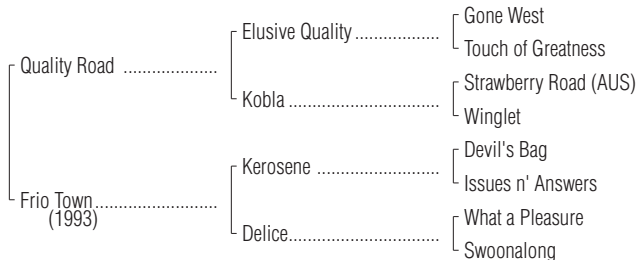 Gone West
Elusive Quality ...................
Touch of Greatness
Quality Road .....................
Strawberry Road (AUS)
Kobla ..................................
Winglet
Devil's Bag
Kerosene ...........................
Issues n' Answers
Frio Town...........................
(1993)
What a Pleasure
Delice..................................
Swoonalong